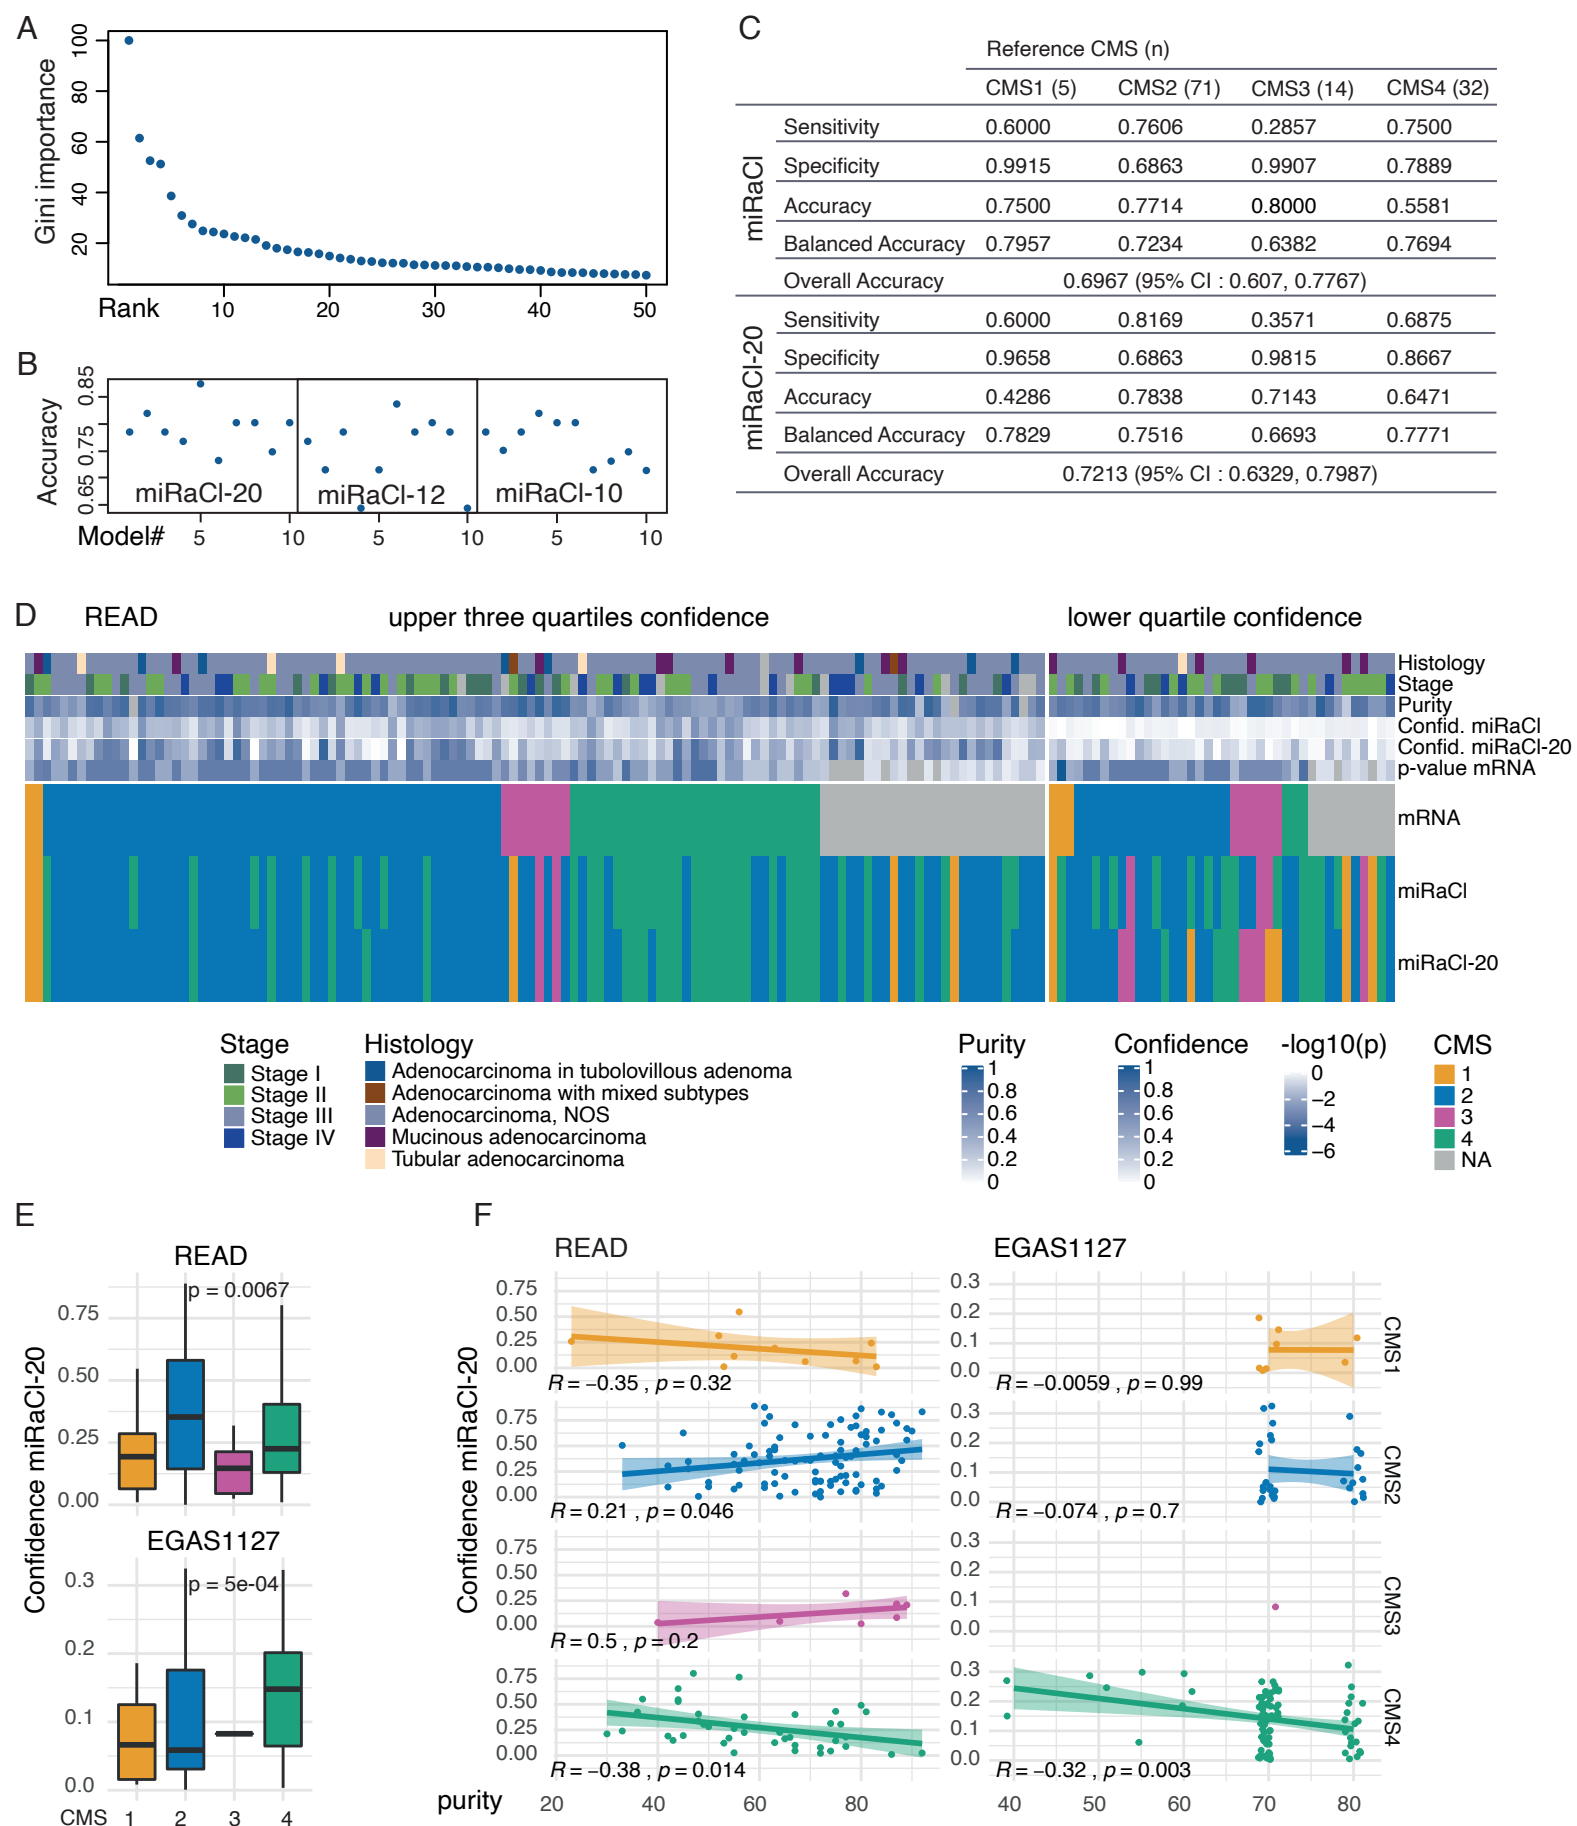 A
Gini importance
100
80
60
40
20
Rank
10
20
30
40
50
B
Accuracy
0.85
0.75
0.65
miRaCl-20
miRaCl-12
miRaCl-10
Model#
5
10
5
10
5
10
C
Reference CMS (n)
CMS1 (5) CMS2 (71) CMS3 (14) CMS4 (32)
miRaCl
Sensitivity 0.6000 0.7606 0.2857 0.7500
Specificity 0.9915 0.6863 0.9907 0.7889
Accuracy 0.7500 0.7714 0.8000 0.5581
Balanced Accuracy 0.7957 0.7234 0.6382 0.7694
Overall Accuracy 0.6967 (95% CI : 0.607, 0.7767)
miRaCl-20
Sensitivity 0.6000 0.8169 0.3571 0.6875
Specificity 0.9658 0.6863 0.9815 0.8667
Accuracy 0.4286 0.7838 0.7143 0.6471
Balanced Accuracy 0.7829 0.7516 0.6693 0.7771
Overall Accuracy 0.7213 (95% CI : 0.6329, 0.7987)
D
READ
upper three quartiles confidence
lower quartile confidence
Histology
Stage
Purity
Confid. miRaCl
Confid. miRaCl-20
p-value mRNA
mRNA
miRaCl
miRaCl-20
Stage
Stage I
Stage II
Stage III
Stage IV
Histology
Adenocarcinoma in tubolovillous adenoma
Adenocarcinoma with mixed subtypes
Adenocarcinoma, NOS
Mucinous adenocarcinoma
Tubular adenocarcinoma
Purity
1
0.8
0.6
0.4
0.2
0
Confidence
1
0.8
0.6
0.4
0.2
0
-log10(p)
0
−2
−4
−6
CMS
1
2
3
4
NA
E
Confidence miRaCl-20
READ
p = 0.0067
0.75
0.50
0.25
0.00
EGAS1127
p = 5e-04
0.3
0.2
0.1
0.0
CMS 1 2 3 4
F
Confidence miRaCl-20
READ
0.75
0.50
0.25
0.00
R = −0.35 , p = 0.32
0.75
0.50
0.25
0.00
R = 0.21 , p = 0.046
0.75
0.50
0.25
0.00
R = 0.5 , p = 0.2
0.75
0.50
0.25
0.00
R = −0.38 , p = 0.014
purity 20 40 60 80
EGAS1127
0.3
0.2
0.1
0.0
R = −0.0059 , p = 0.99
CMS1
0.3
0.2
0.1
0.0
R = −0.074 , p = 0.7
CMS2
0.3
0.2
0.1
0.0
CMS3
0.3
0.2
0.1
0.0
R = −0.32 , p = 0.003
CMS4
40 50 60 70 80